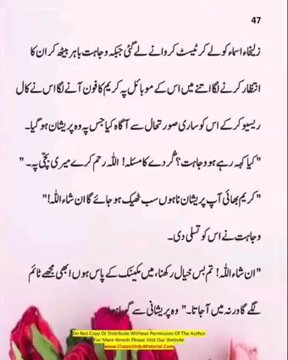 47
زلیخاء اسماء کو لے کر ٹیسٹ کروانے لے گئی جبکہ وجاہت باہر بیٹھ کر ان کا
انتظار کرنے لگا اتنے میں اس کے موبائل پہ کریم کا فون آنے لگا اس نے کال
ریسیو کر کے اس کو ساری صورتحال سے آگاہ کیا جس پہ وہ پریشان ہو گیا۔
"کیا کہہ رہے ہو وجاہت؟ گردے کا مسئلہ! اللہ رحم کرے میری بچی پہ۔"
"کریم بھائی آپ پریشان نا ہوں سب ٹھیک ہو جائے گا ان شاء اللہ!"
وجاہت نے اس کو تسلی دی۔
"ان شاء اللہ! تم بس خیال رکھنا، میں مکینک کے پاس ہوں ابھی مجھے ٹائم
لگے گا ورنہ میں آ جاتا۔" وہ پریشانی سے
Do Not Copy Or Distribute Without Permission Of The Author
For More Novels Please Visit Our Website
www.ClassicUrduMaterial.Com